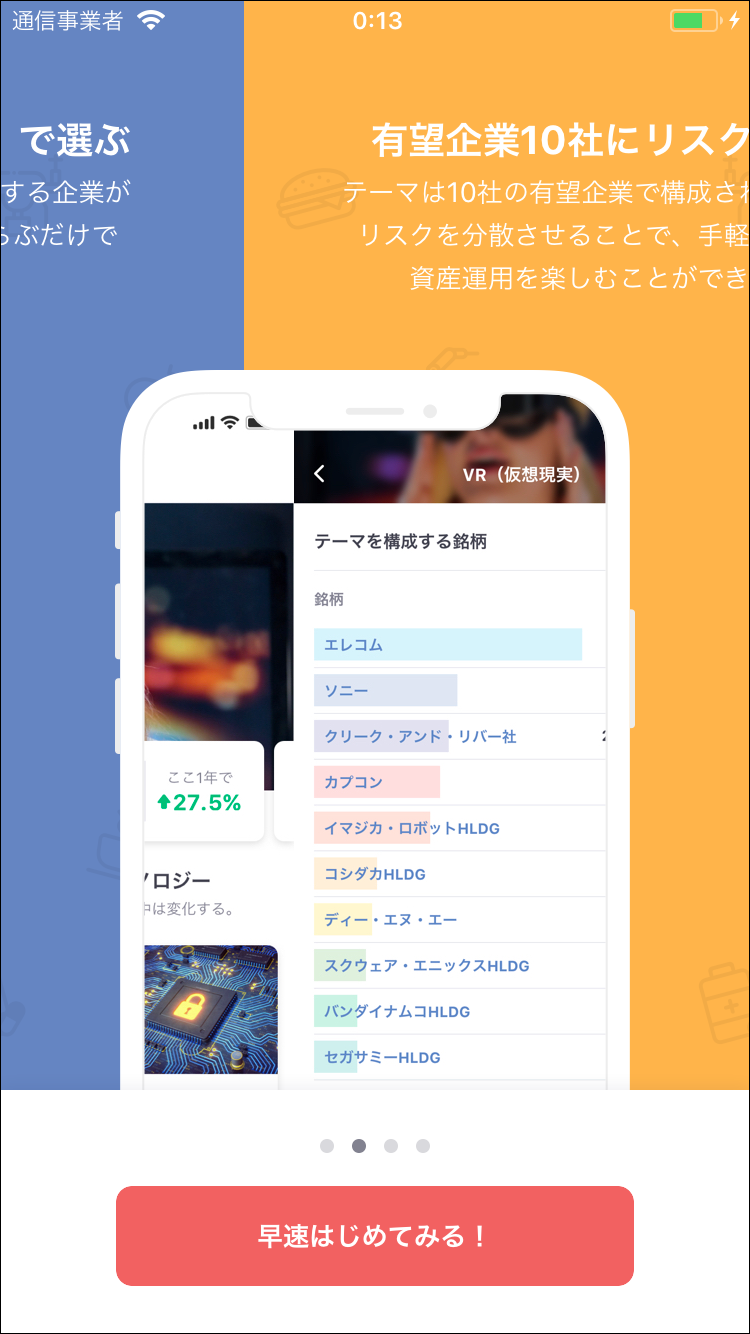 通信事業者
0:13
で選ぶ
する企業が
らぶだけで
有望企業10社にリスク
テーマは10社の有望企業で構成され
リスクを分散させることで、手軽
資産運用を楽しむことができ
VR（仮想現実）
テーマを構成する銘柄
銘柄
エレコム
ソニー
クリーク・アンド・リバー社
カプコン
イマジカ・ロボットHLDG
コシダカHLDG
ディー・エヌ・エー
スクウェア・エニックスHLDG
バンダイナムコHLDG
セガサミーHLDG
ここ1年で
27.5%
ノロジー
中は変化する。
早速はじめてみる！